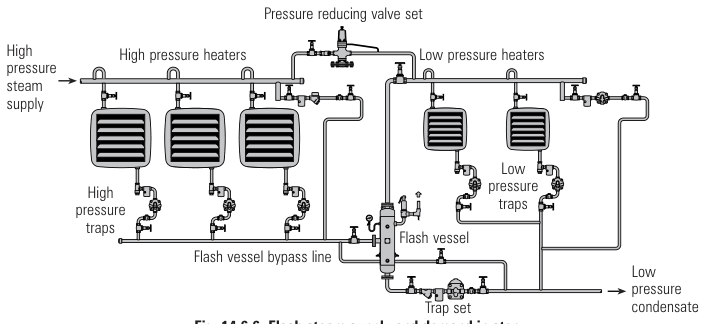 Pressure reducing valve set
High
pressure
steam
supply
High pressure heaters
Low pressure heaters
High
pressure
traps
Low
pressure
traps
Flash vessel bypass line
Flash vessel
Trap set
Low
pressure
condensate